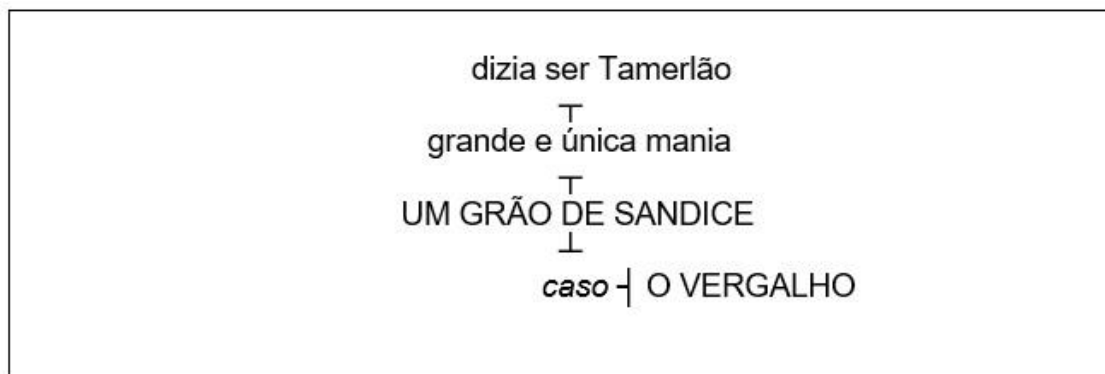 dizia ser Tamerlão
grande e única mania
UM GRÃO DE SANDICE
caso ┤ O VERGALHO